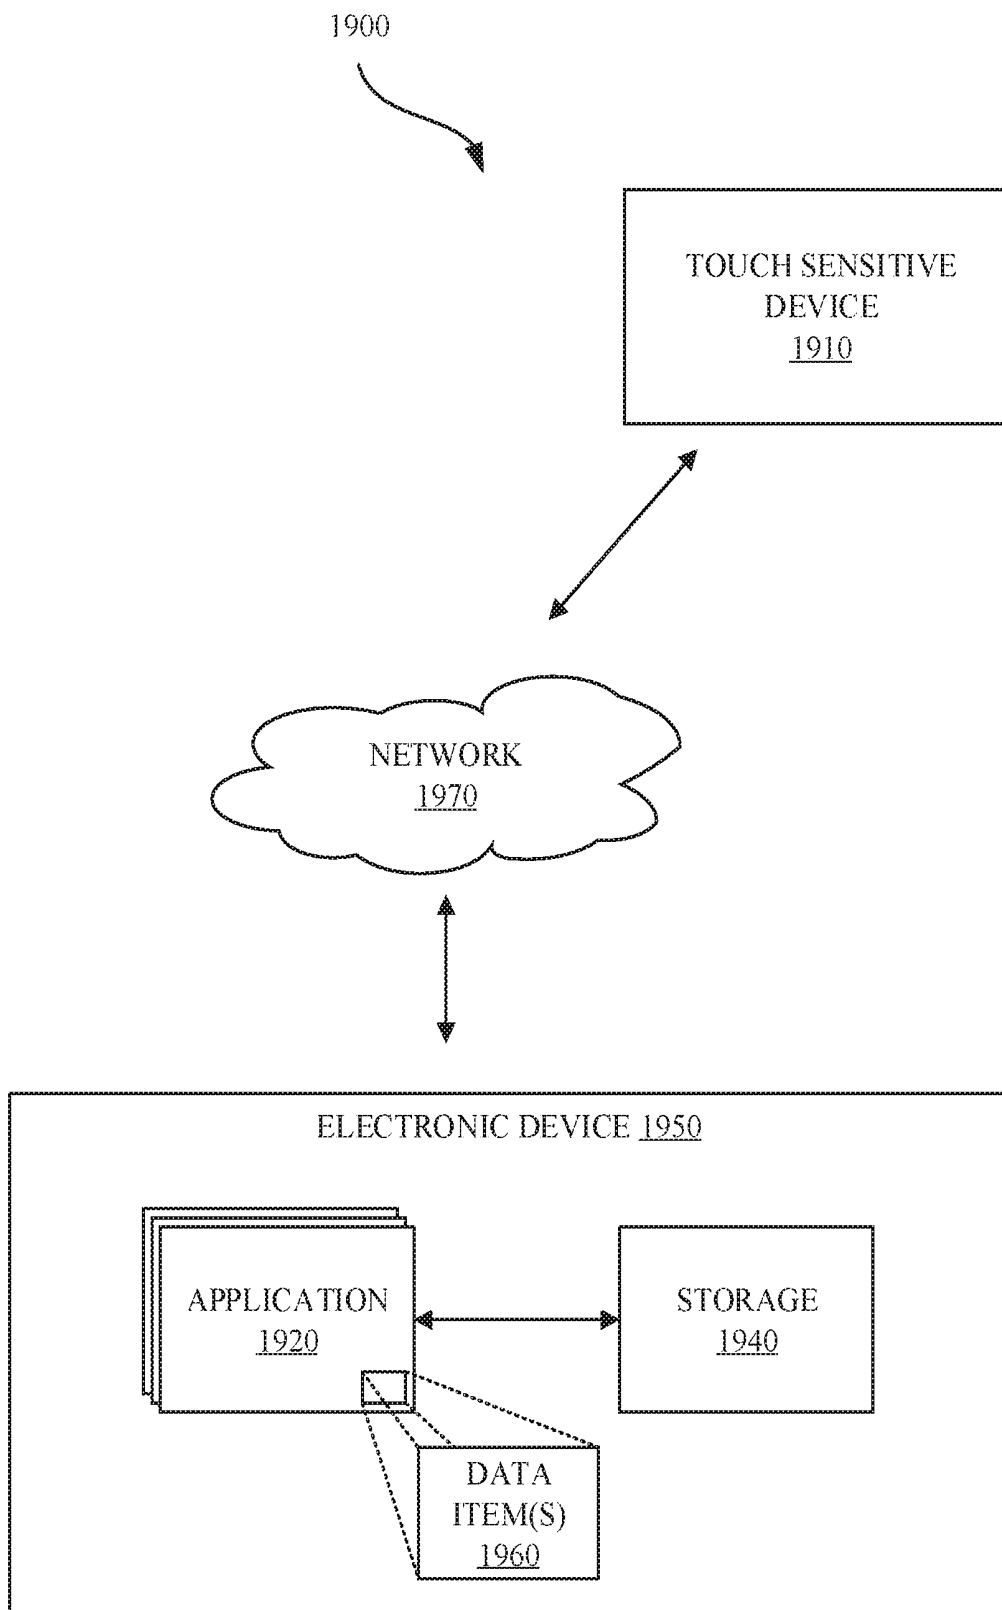 1900
TOUCH SENSITIVE
DEVICE
1910
NETWORK
1970
ELECTRONIC DEVICE 1950
APPLICATION
1920
STORAGE
1940
DATA
ITEM(S)
1960